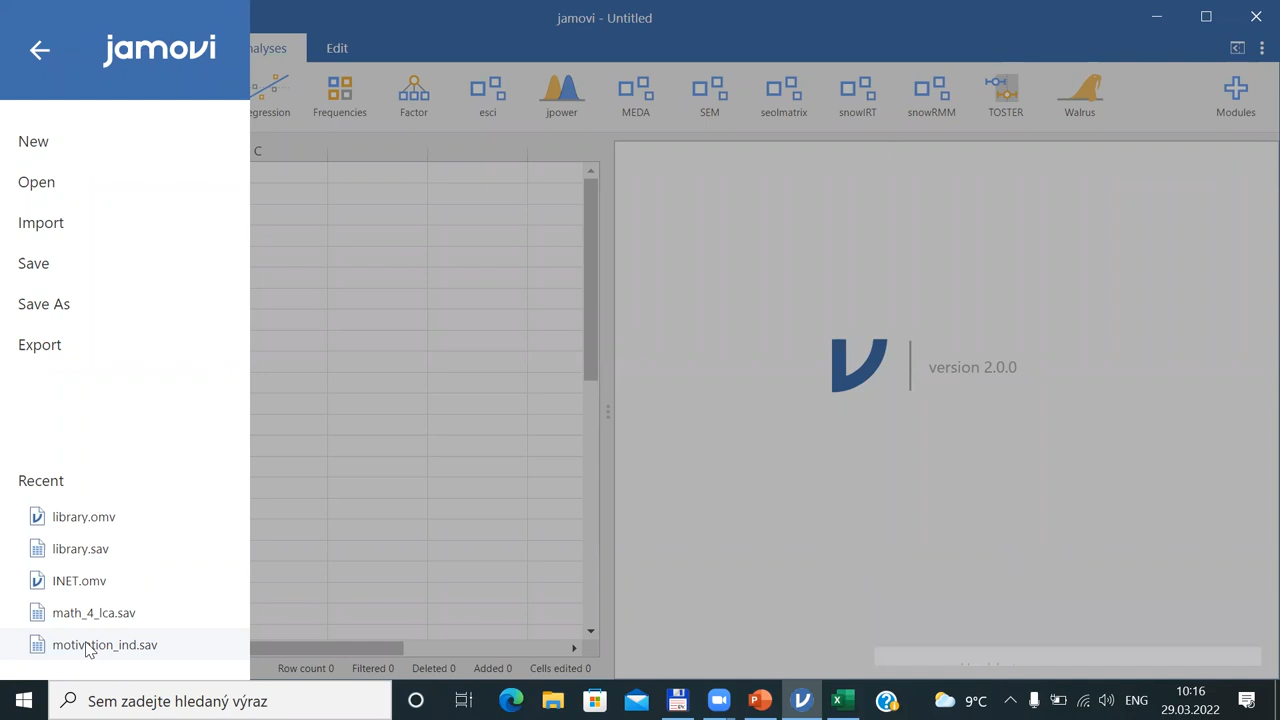 jamovi - Untitled
jamovi
nalyses
Edit
egression
Frequencies
Factor
esci
jpower
MEDA
SEM
seolmatrix
snowIRT
snowRMM
TOSTER
Walrus
Modules
C
New
Open
Import
Save
Save As
Export
version 2.0.0
Recent
library.omv
library.sav
INET.omv
math_4_lca.sav
motivation_ind.sav
Row count 0
Filtered 0
Deleted 0
Added 0
Cells edited 0
Sem zadejte hledaný výraz
9°C
ENG
10:16
29.03.2022